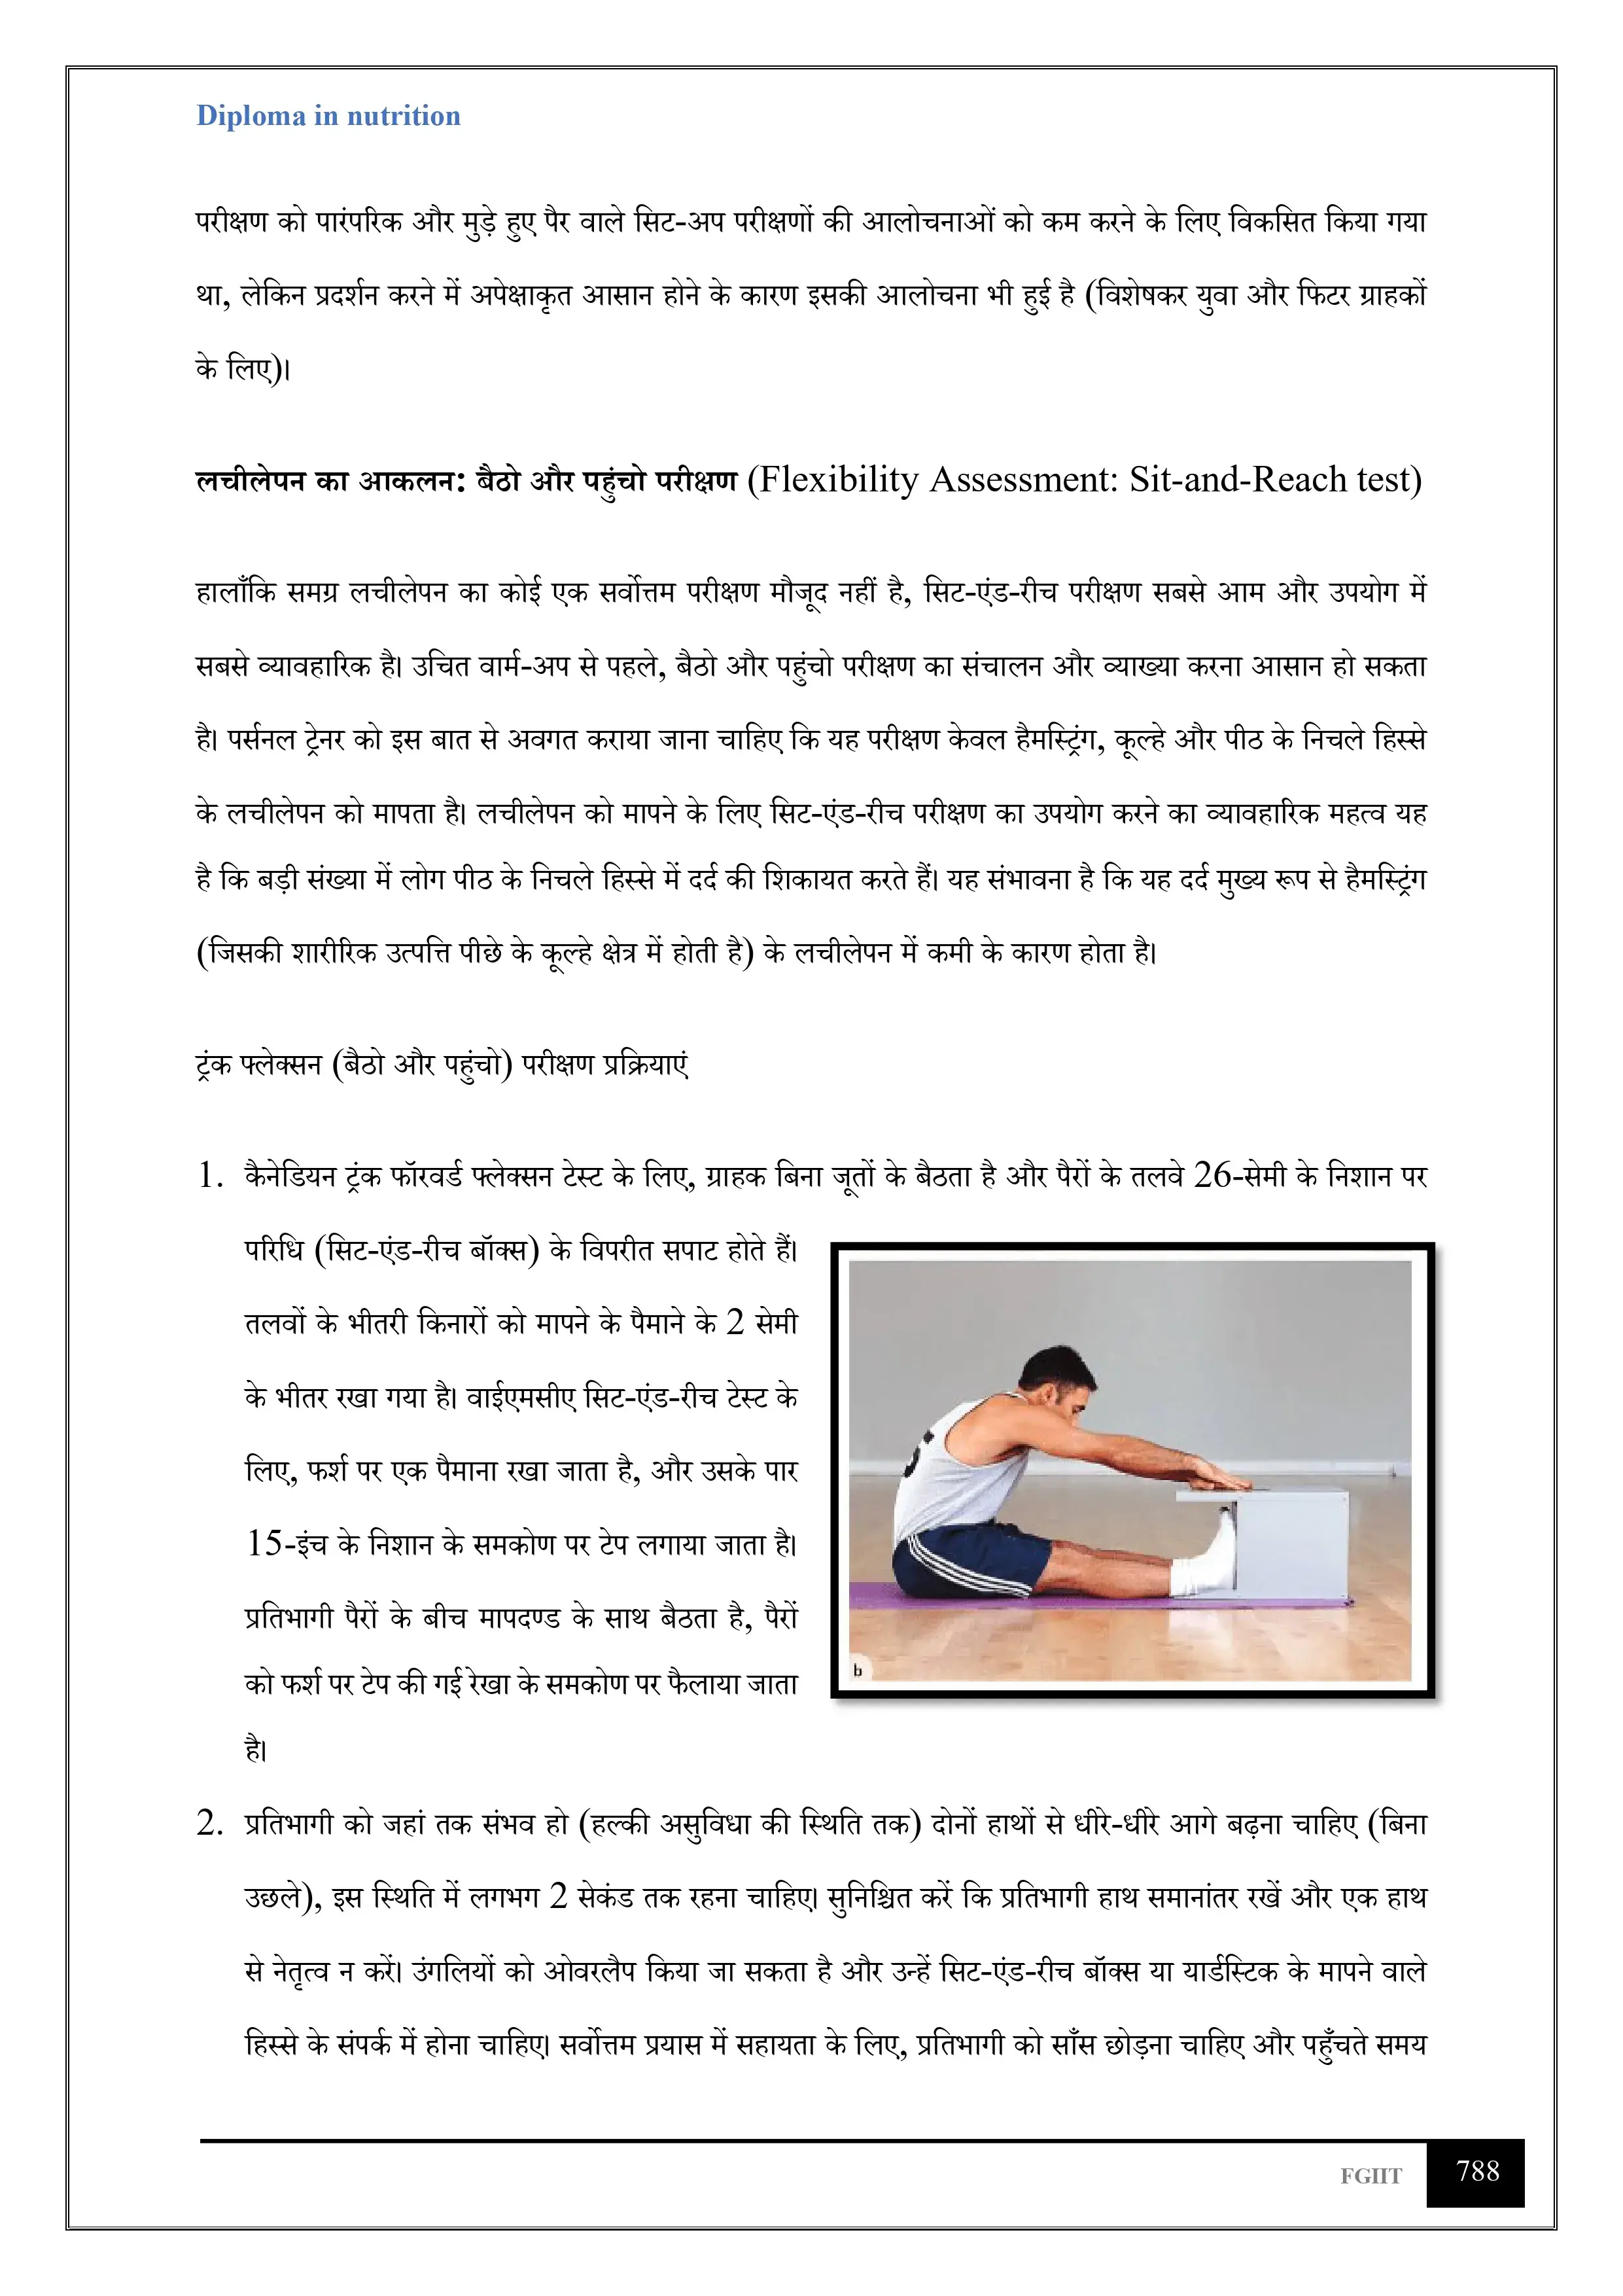 Diploma in nutrition
परीक्षण को पारंपरिक और मुड़े हुए पैर वाले सिट-अप परीक्षणों की आलोचनाओं को कम करने के लिए विकसित किया गया
था, लेकिन प्रदर्शन करने में अपेक्षाकृत आसान होने के कारण इसकी आलोचना भी हुई है (विशेषकर युवा और फिटर ग्राहकों
के लिए)।
लचीलेपन का आकलन: बैठो और पहुंचो परीक्षण (Flexibility Assessment: Sit-and-Reach test)
हालाँकि समग्र लचीलेपन का कोई एक सर्वोत्तम परीक्षण मौजूद नहीं है, सिट-एंड-रीच परीक्षण सबसे आम और उपयोग में
सबसे व्यावहारिक है। उचित वार्म-अप से पहले, बैठो और पहुंचो परीक्षण का संचालन और व्याख्या करना आसान हो सकता
है। पर्सनल ट्रेनर को इस बात से अवगत कराया जाना चाहिए कि यह परीक्षण केवल हैमस्ट्रिंग, कूल्हे और पीठ के निचले हिस्से
के लचीलेपन को मापता है। लचीलेपन को मापने के लिए सिट-एंड-रीच परीक्षण का उपयोग करने का व्यावहारिक महत्व यह
है कि बड़ी संख्या में लोग पीठ के निचले हिस्से में दर्द की शिकायत करते हैं। यह संभावना है कि यह दर्द मुख्य रूप से हैमस्ट्रिंग
(जिसकी शारीरिक उत्पत्ति पीछे के कूल्हे क्षेत्र में होती है) के लचीलेपन में कमी के कारण होता है।
ट्रंक फ्लेक्सन (बैठो और पहुंचो) परीक्षण प्रक्रियाएं
1. कैनेडियन ट्रंक फॉरवर्ड फ्लेक्सन टेस्ट के लिए, ग्राहक बिना जूतों के बैठता है और पैरों के तलवे 26-सेमी के निशान पर
परिधि (सिट-एंड-रीच बॉक्स) के विपरीत सपाट होते हैं।
तलवों के भीतरी किनारों को मापने के पैमाने के 2 सेमी
के भीतर रखा गया है। वाईएमसीए सिट-एंड-रीच टेस्ट के
लिए, फर्श पर एक पैमाना रखा जाता है, और उसके पार
15-इंच के निशान के समकोण पर टेप लगाया जाता है।
प्रतिभागी पैरों के बीच मापदण्ड के साथ बैठता है, पैरों
को फर्श पर टेप की गई रेखा के समकोण पर फैलाया जाता
है।
b
2. प्रतिभागी को जहां तक संभव हो (हल्की असुविधा की स्थिति तक) दोनों हाथों से धीरे-धीरे आगे बढ़ना चाहिए (बिना
उछले), इस स्थिति में लगभग 2 सेकंड तक रहना चाहिए। सुनिश्चित करें कि प्रतिभागी हाथ समानांतर रखें और एक हाथ
से नेतृत्व न करें। उंगलियों को ओवरलैप किया जा सकता है और उन्हें सिट-एंड-रीच बॉक्स या यार्डस्टिक के मापने वाले
हिस्से के संपर्क में होना चाहिए। सर्वोत्तम प्रयास में सहायता के लिए, प्रतिभागी को साँस छोड़ना चाहिए और पहुँचते समय
FGIIT 788